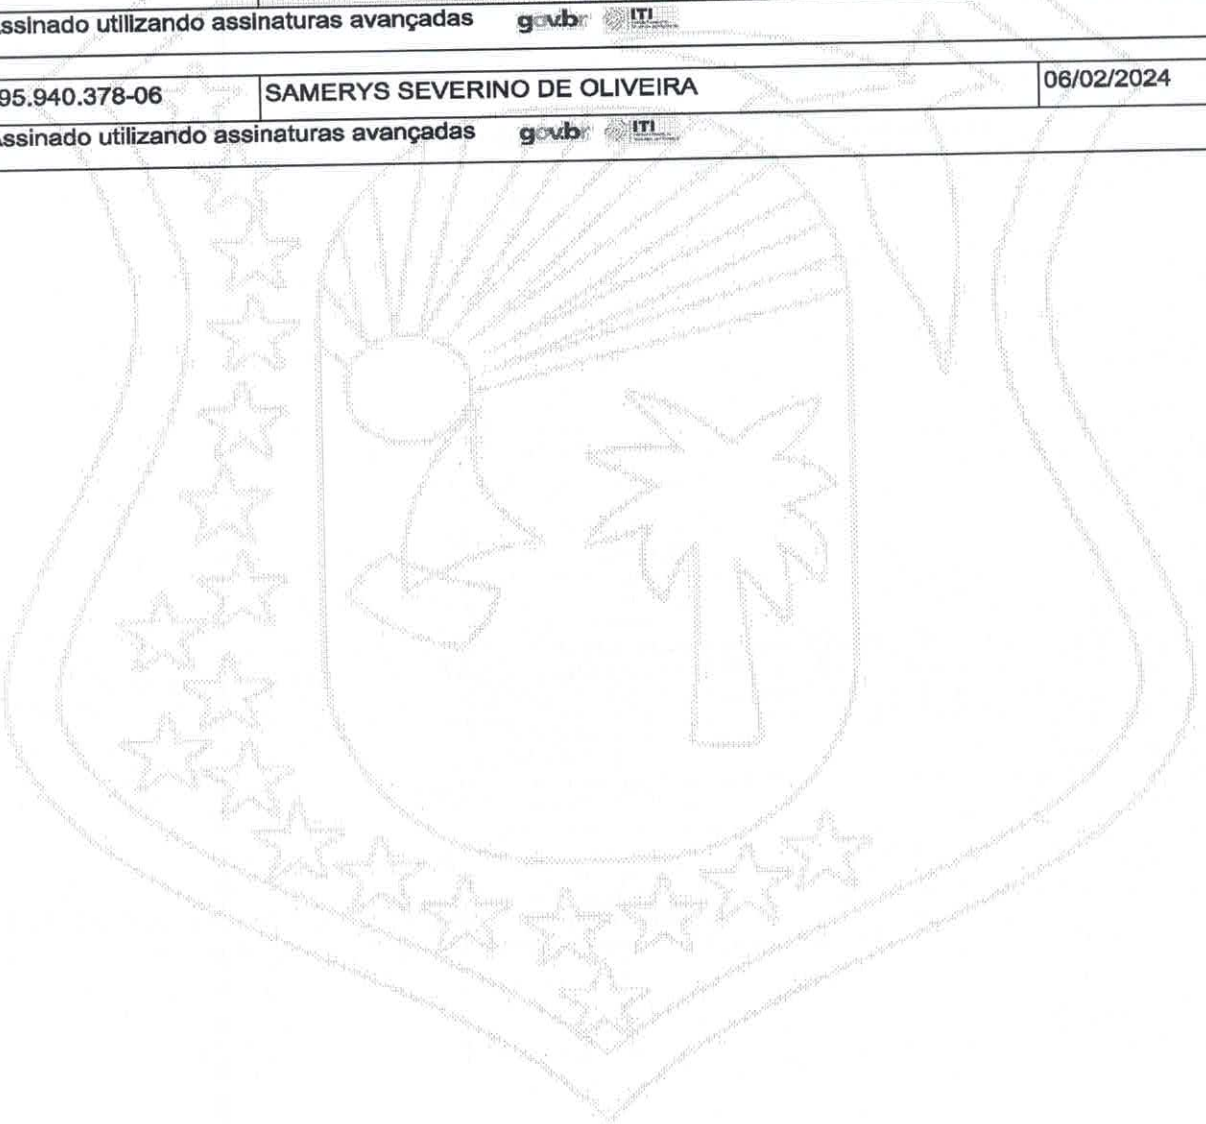 ssinado utilizando assinaturas avançadas gov.br ITI
95.940.378-06 SAMERYS SEVERINO DE OLIVEIRA 06/02/2024
ssinado utilizando assinaturas avançadas gov.br ITI